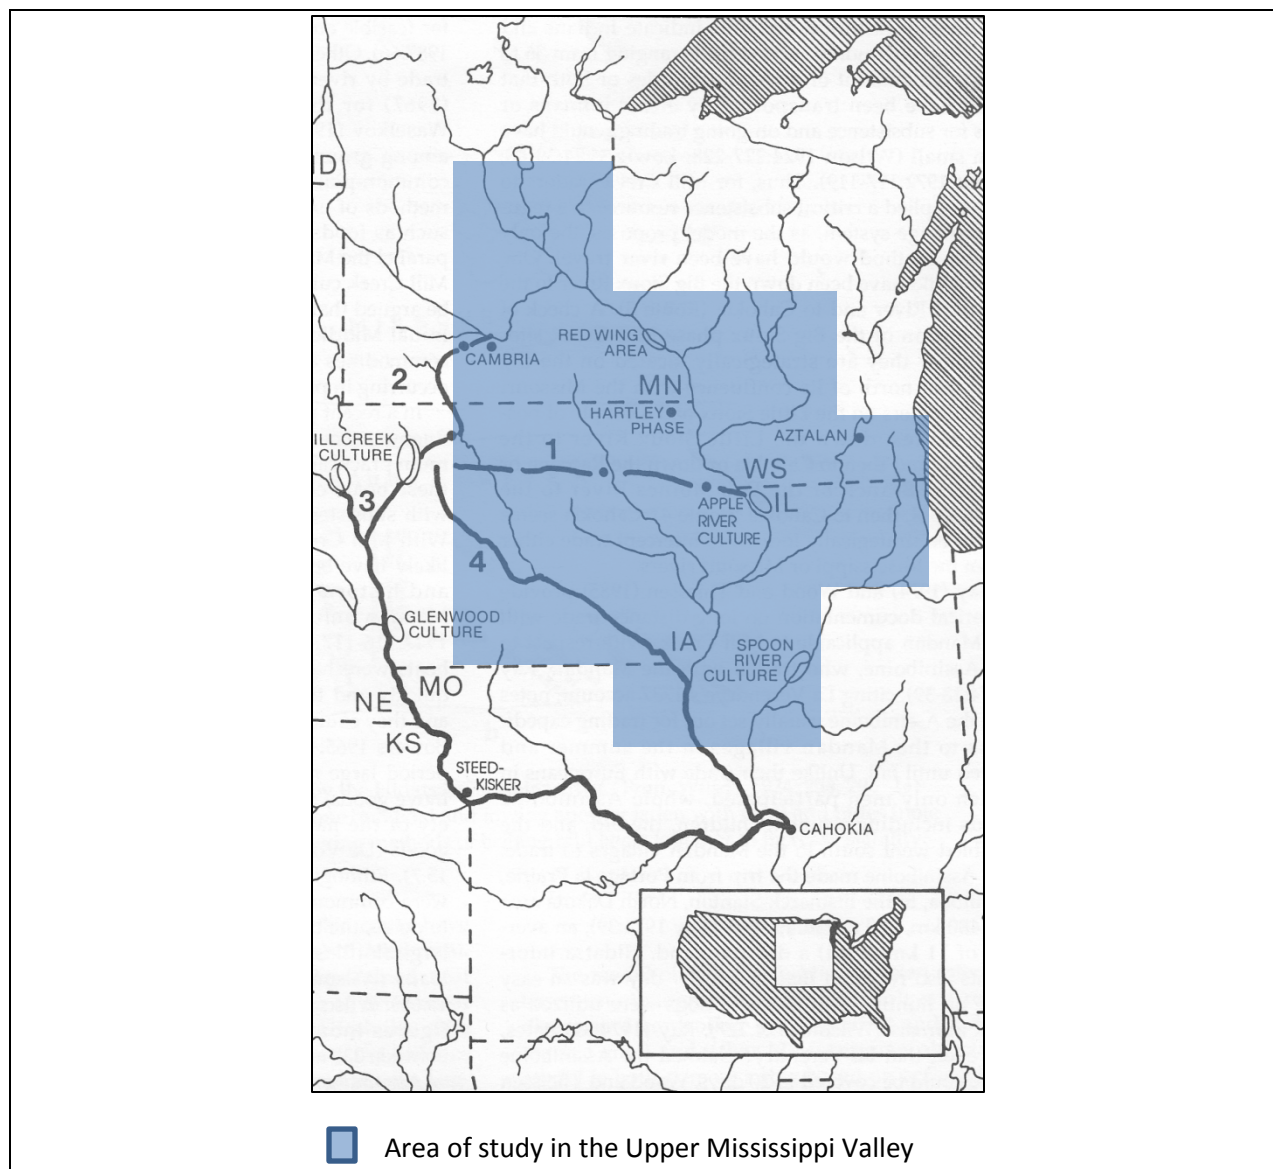 ID
RED WING
AREA
CAMBRIA
2
MN
HARTLEY
PHASE
AZTALAN
ILL CREEK
CULTURE
1
WS
IL
3
APPLE
RIVER
CULTURE
4
GLENWOOD
CULTURE
IA
SPOON
RIVER
CULTURE
MO
NE
KS
STEED-
KISKER
CAHOKIA
Area of study in the Upper Mississippi Valley